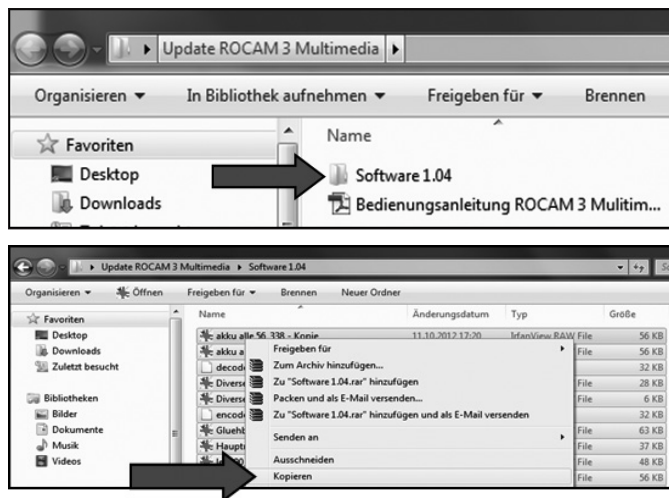 Update ROCAM 3 Multimedia
Organisieren In Bibliothek aufnehmen Freigeben für Brennen
Favoriten
Desktop
Downloads
Name
Software 1.04
Bedienungsanleitung ROCAM 3 Mulitim...
Update ROCAM 3 Multimedia Software 1.04
Organisieren Öffnen Freigeben für Brennen Neuer Ordner
Favoriten
Desktop
Downloads
Zuletzt besucht
Bibliotheken
Bilder
Dokumente
Musik
Videos
Name Änderungsdatum Typ Größe
akku alle 56_338 - Kopie 11.10.2012 17:20 IrfanView RAW File 56 KB
akku a File 56 KB
decod 32 KB
Diverse File 28 KB
Diverse File 6 KB
encod 32 KB
Gluehb File 63 KB
Haupt File 37 KB
File 48 KB
File 56 KB
Freigeben für
Zum Archiv hinzufügen...
Zu "Software 1.04.rar" hinzufügen
Packen und als E-Mail versenden...
Zu "Software 1.04.rar" hinzufügen und als E-Mail versenden
Senden an
Ausschneiden
Kopieren